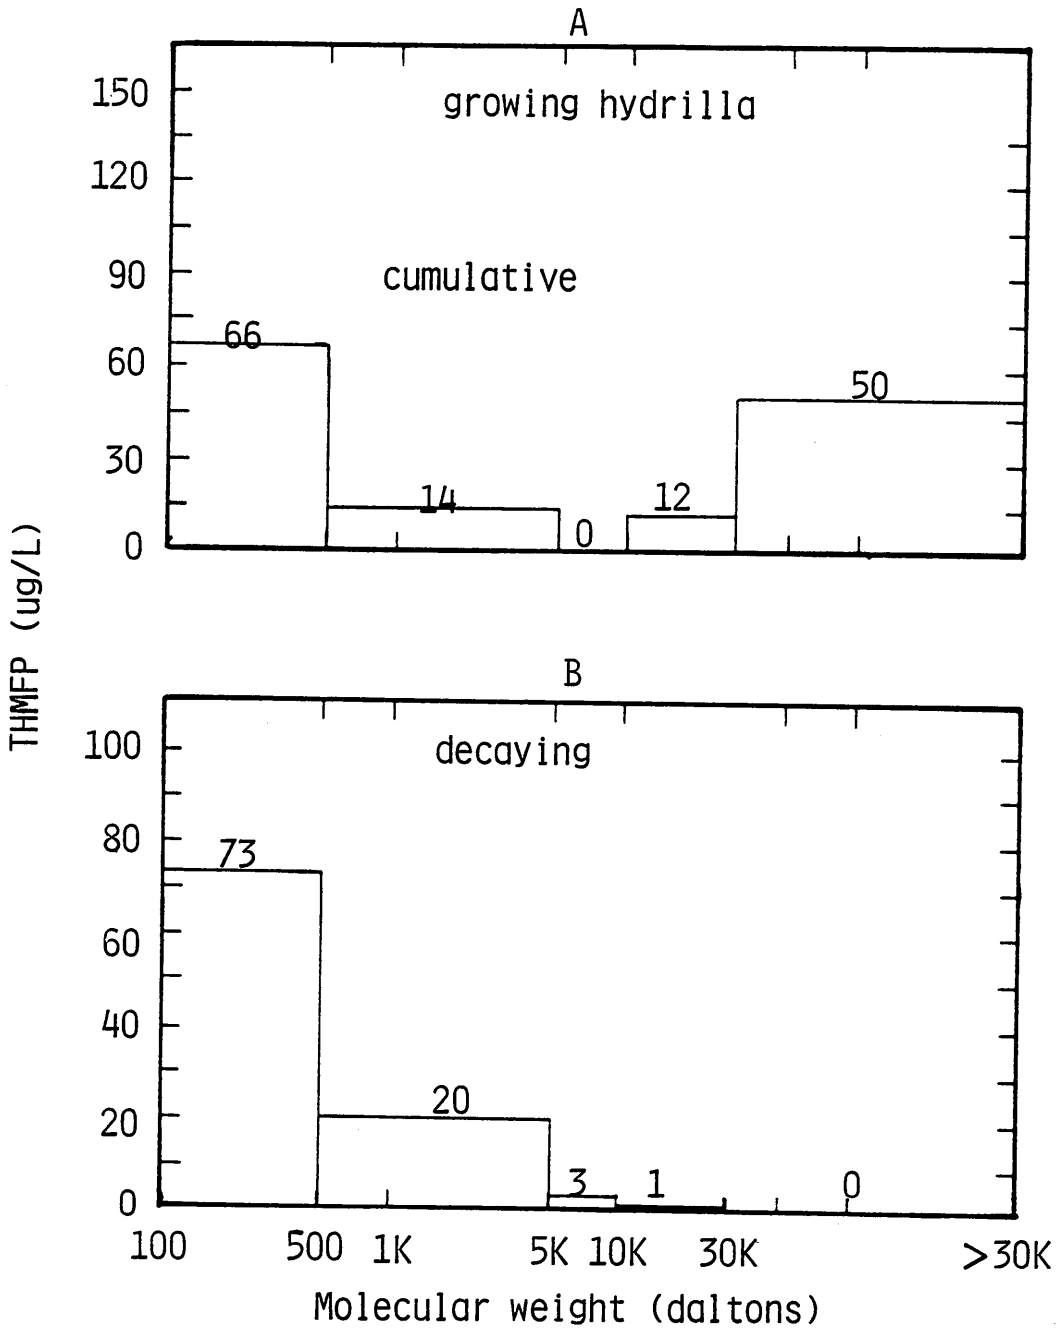 A
growing hydrilla
cumulative
150
120
90
60
30
0
66
14
0
12
50
THMFP (ug/L)
B
decaying
100
80
60
40
20
0
73
20
3
1
0
100 500 1K 5K 10K 30K >30K
Molecular weight (daltons)